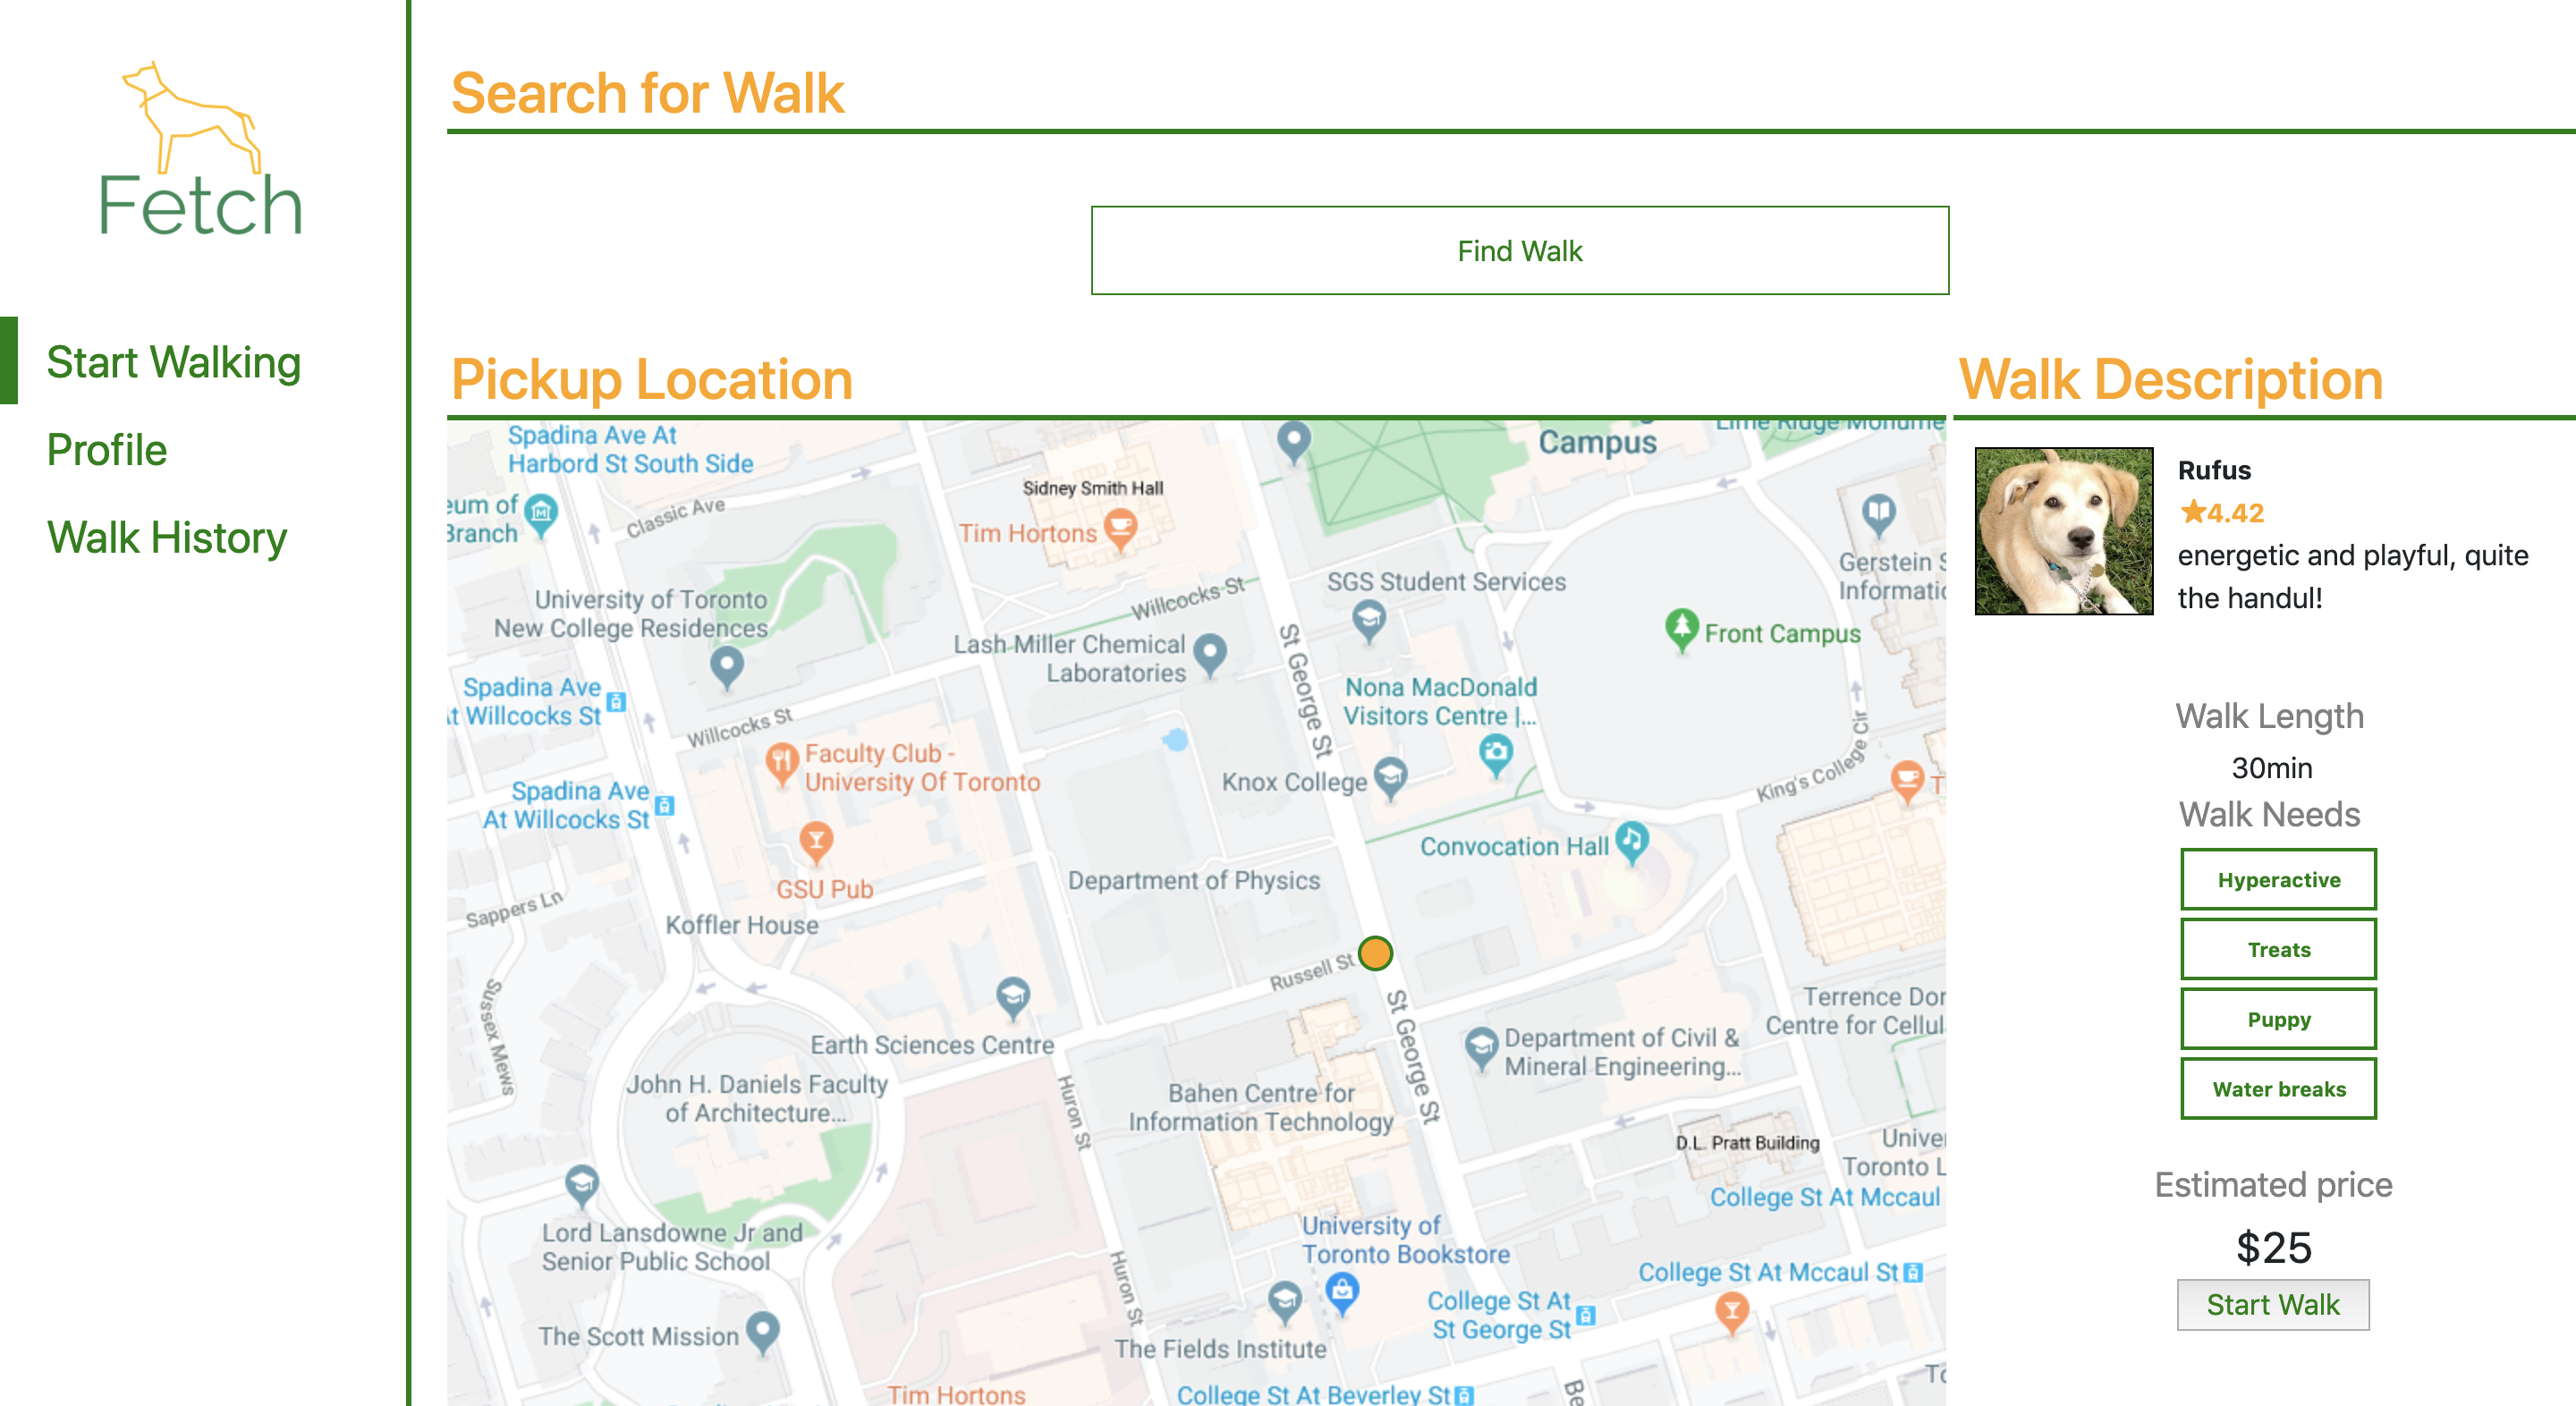 Fetch
Start Walking
Profile
Walk History
Search for Walk
Find Walk
Pickup Location
Spadina Ave At
Harbord St South Side
Classic Ave
eum of
Branch
Sidney Smith Hall
Tim Hortons
Campus
Lime Ridge Monume
Gerstein S
Informatic
University of Toronto
New College Residences
Willcocks St
SGS Student Services
Lash Miller Chemical
Laboratories
St George St
Front Campus
Spadina Ave
At Willcocks St
Willcocks St
Nona MacDonald
Visitors Centre |...
Faculty Club -
University Of Toronto
Knox College
King's College Cir
T
Spadina Ave
At Willcocks St
GSU Pub
Convocation Hall
Department of Physics
Sappers Ln
Koffler House
Russell St
Sussex Mews
St George St
Terrence Don
Centre for Cellul
Earth Sciences Centre
Department of Civil &
Mineral Engineering...
John H. Daniels Faculty
of Architecture...
Huron St
Bahen Centre for
Information Technology
D.L. Pratt Building
Univer
Toronto L
College St At Mccaul
Lord Lansdowne Jr and
Senior Public School
University of
Toronto Bookstore
Huron St
College St At Mccaul St
College St At
St George St
The Scott Mission
The Fields Institute
Tim Hortons
College St At Beverley St
Be
To
Walk Description
Rufus
★4.42
energetic and playful, quite
the handul!
Walk Length
30min
Walk Needs
Hyperactive
Treats
Puppy
Water breaks
Estimated price
$25
Start Walk